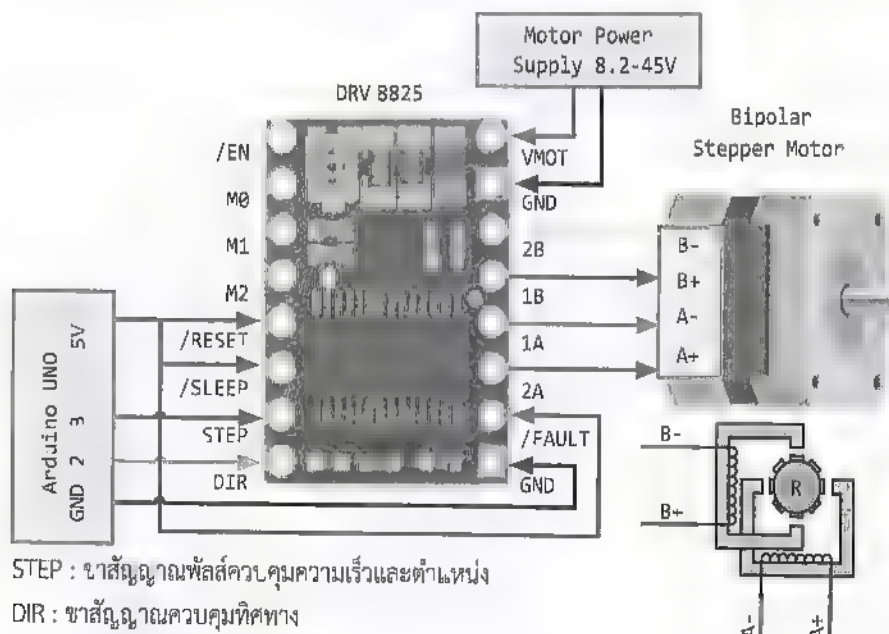 Motor Power
Supply 8.2-45V
DRV 8825
Bipolar
Stepper Motor
/EN
VMOT
M0
GND
M1
2B
B-
M2
1B
B+
5V
/RESET
1A
A-
Arduino UNO
/SLEEP
2A
A+
3
STEP
/FAULT
B-
2
DIR
GND
R
GND
B+
STEP : ขาสัญญาณพัลส์ควบคุมความเร็วและตำแหน่ง
DIR : ขาสัญญาณควบคุมทิศทาง
A-
A+